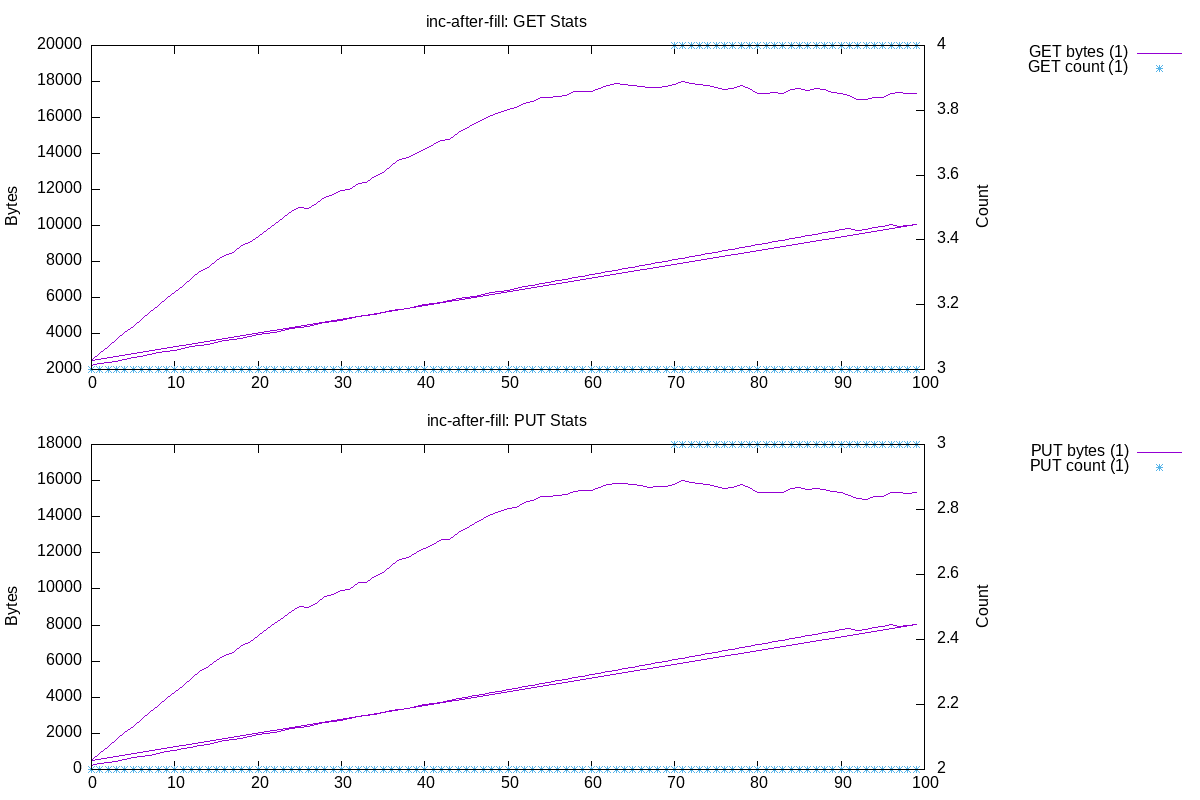 inc-after-fill: GET Stats
20000
18000
16000
14000
12000
10000
8000
6000
4000
2000
Bytes
4
3.8
3.6
3.4
3.2
3
Count
0 10 20 30 40 50 60 70 80 90 100
GET bytes (1)
GET count (1)
inc-after-fill: PUT Stats
18000
16000
14000
12000
10000
8000
6000
4000
2000
0
Bytes
3
2.8
2.6
2.4
2.2
2
Count
0 10 20 30 40 50 60 70 80 90 100
PUT bytes (1)
PUT count (1)